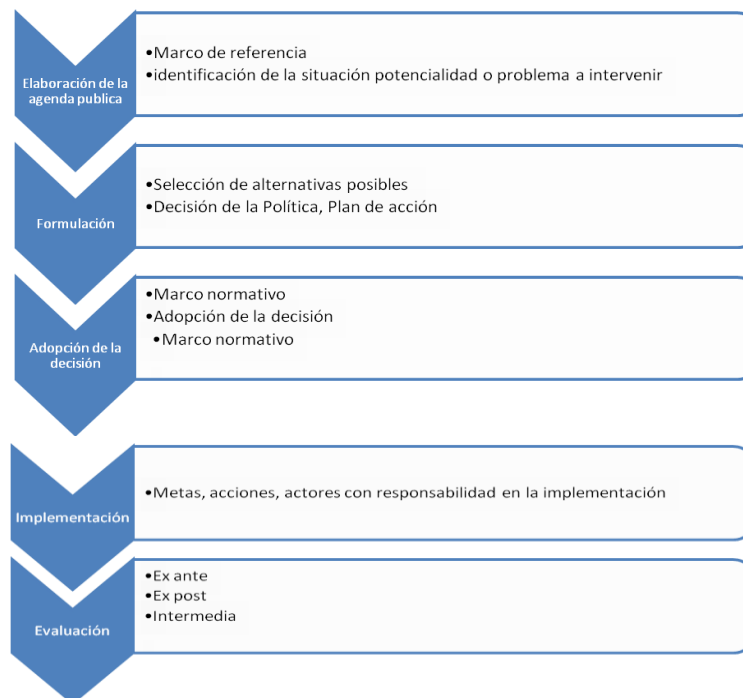 Elaboración de la
agenda publica
•Marco de referencia
•identificación de la situación potencialidad o problema a intervenir
Formulación
•Selección de alternativas posibles
•Decisión de la Política, Plan de acción
Adopción de la
decisión
•Marco normativo
•Adopción de la decisión
•Marco normativo
Implementación
•Metas, acciones, actores con responsabilidad en la implementación
Evaluación
•Ex ante
•Ex post
•Intermedia